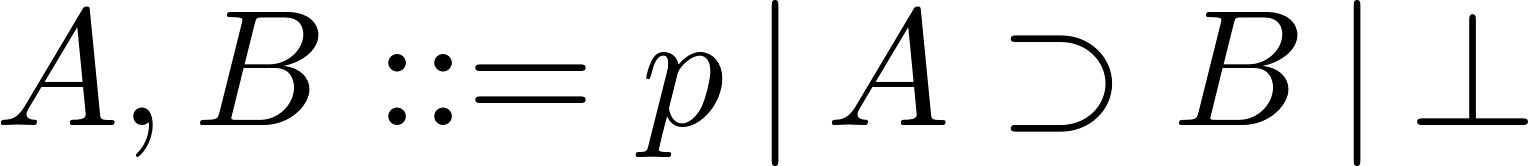 A, B ::= p | A ⊃ B | ⊥